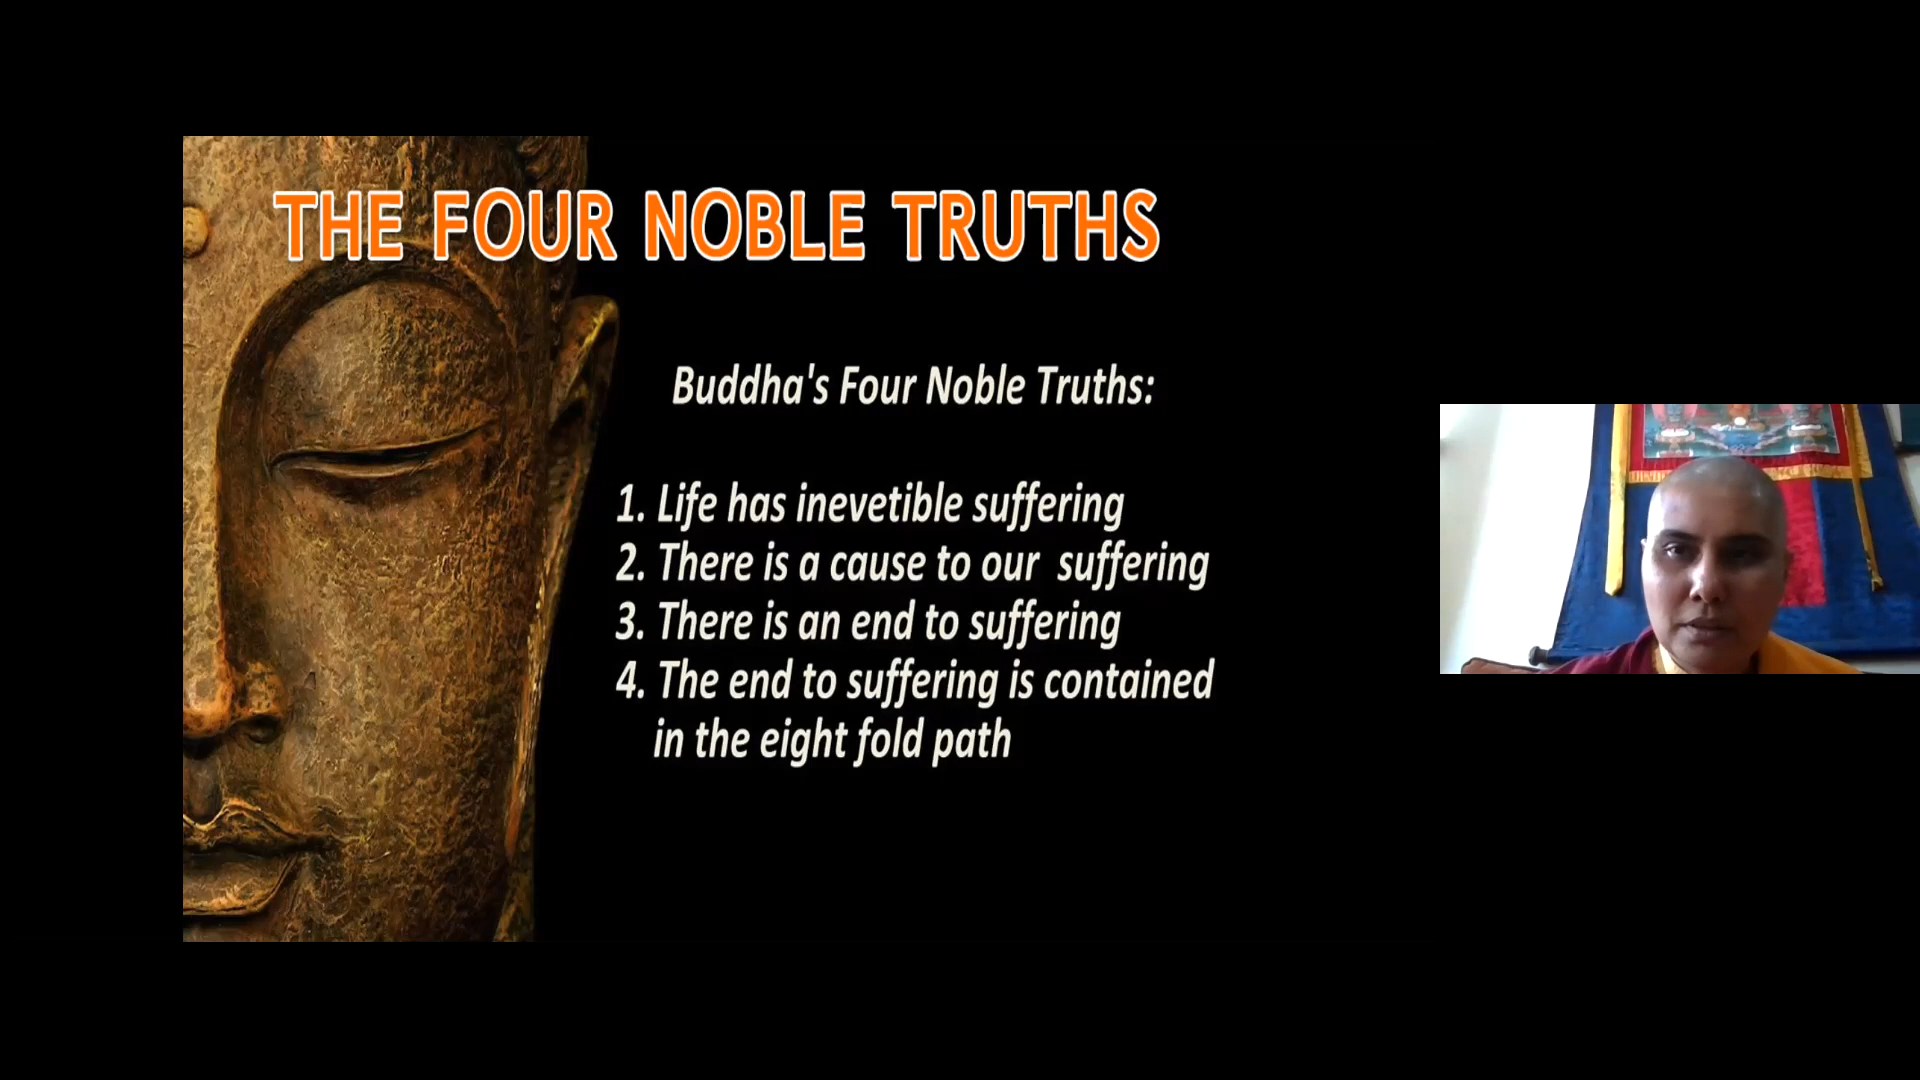 THE FOUR NOBLE TRUTHS
Buddha's Four Noble Truths:
1. Life has inevetible suffering
2. There is a cause to our suffering
3. There is an end to suffering
4. The end to suffering is contained
in the eight fold path